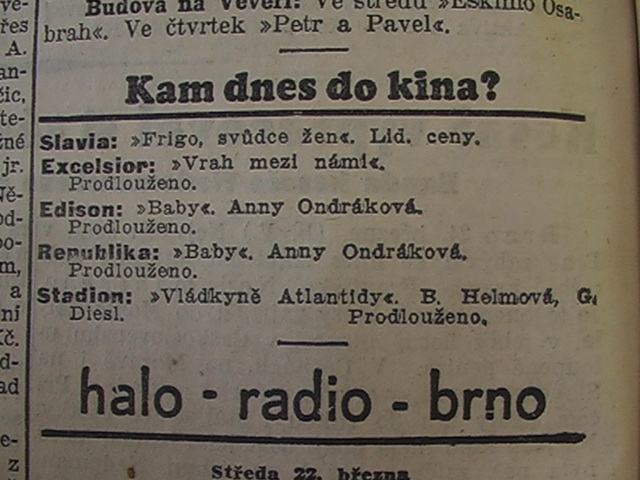 Budova na Veveří: Ve středu »Eskimo Osa-
brah«. Ve čtvrtek »Petr a Pavel«.
Kam dnes do kina?
Slavia: »Frigo, svůdce žen«. Lid. ceny.
Excelsior: »Vrah mezi námi«.
Prodlouženo.
Edison: »Baby«. Anny Ondráková.
Prodlouženo.
Republika: »Baby«. Anny Ondráková.
Prodlouženo.
Stadion: »Vládkyně Atlantidy«. B. Helmová, G.
Diesl. Prodlouženo.
halo - radio - brno
Středa 22. března